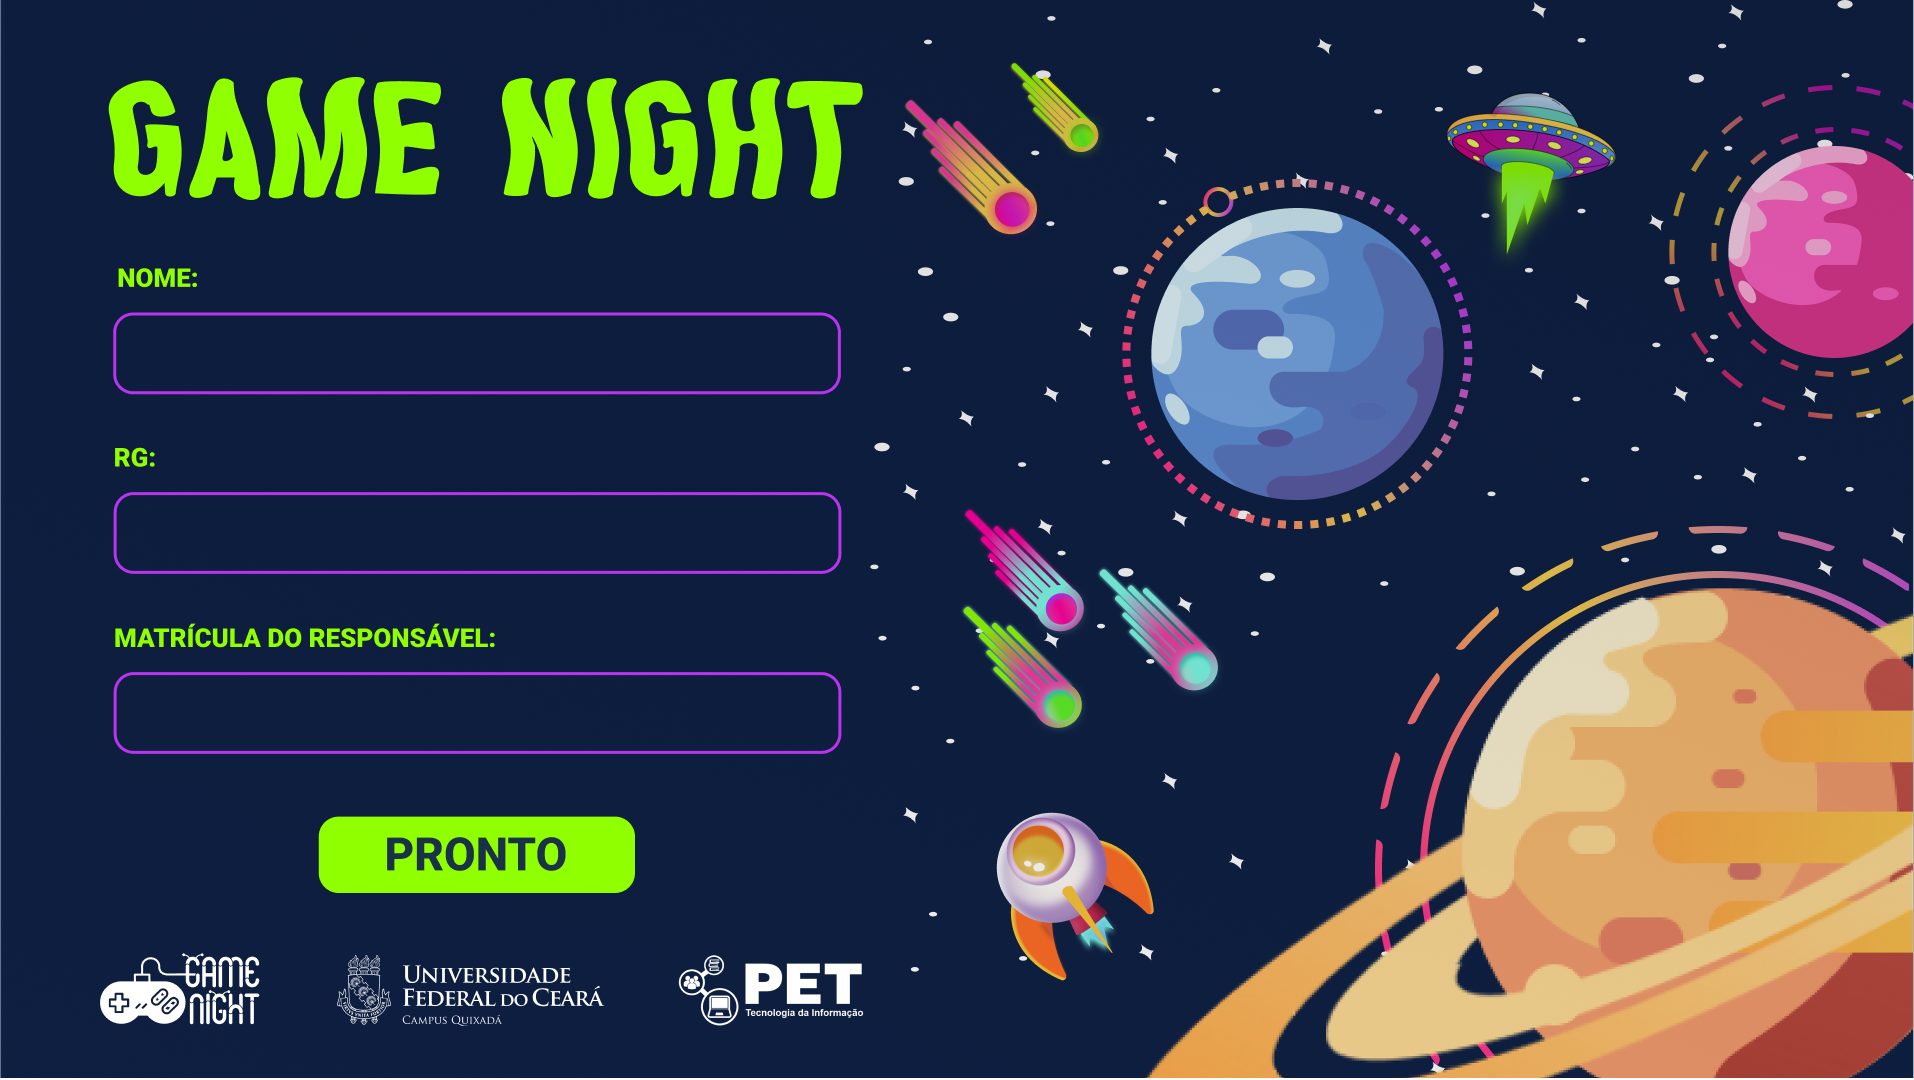 GAME NIGHT
NOME:
RG:
MATRÍCULA DO RESPONSÁVEL:
PRONTO
GAME
NIGHT
UNIVERSIDADE
FEDERAL DO CEARÁ
CAMPUS QUIXADÁ
PET
Tecnologia da Informação